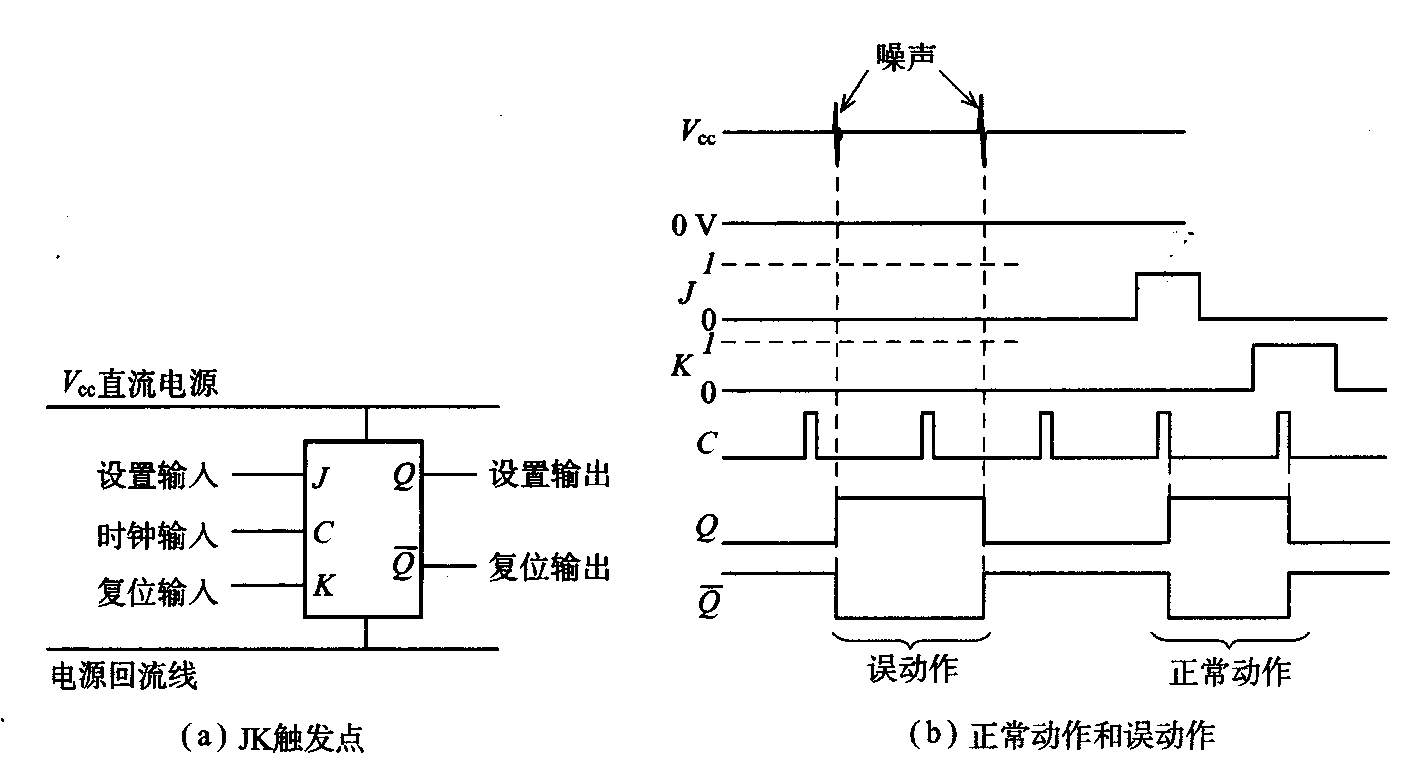 噪声
Vcc
0 V
1
J
0
1
K
0
C
Q
Q̅
误动作
正常动作
(b) 正常动作和误动作
Vcc直流电源
设置输入
J
Q
设置输出
时钟输入
C
Q̅
复位输出
复位输入
K
电源回流线
(a) JK触发点